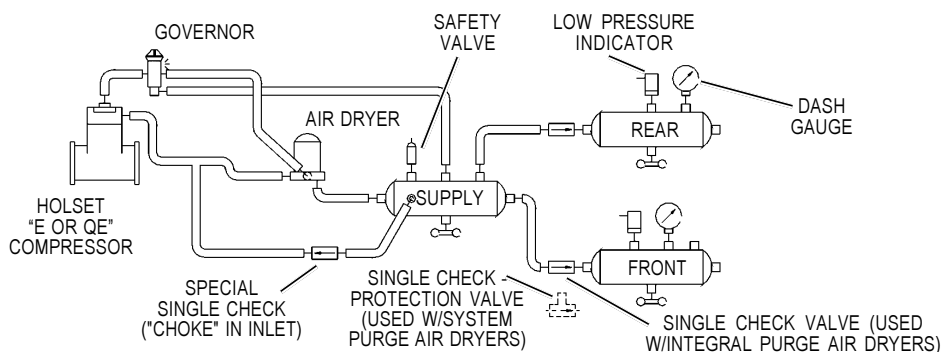 GOVERNOR
SAFETY
VALVE
LOW PRESSURE
INDICATOR
AIR DRYER
REAR
DASH
GAUGE
SUPPLY
HOLSET
"E OR QE"
COMPRESSOR
FRONT
SPECIAL
SINGLE CHECK
("CHOKE" IN INLET)
SINGLE CHECK -
PROTECTION VALVE
(USED W/SYSTEM
PURGE AIR DRYERS)
SINGLE CHECK VALVE (USED
W/INTEGRAL PURGE AIR DRYERS)